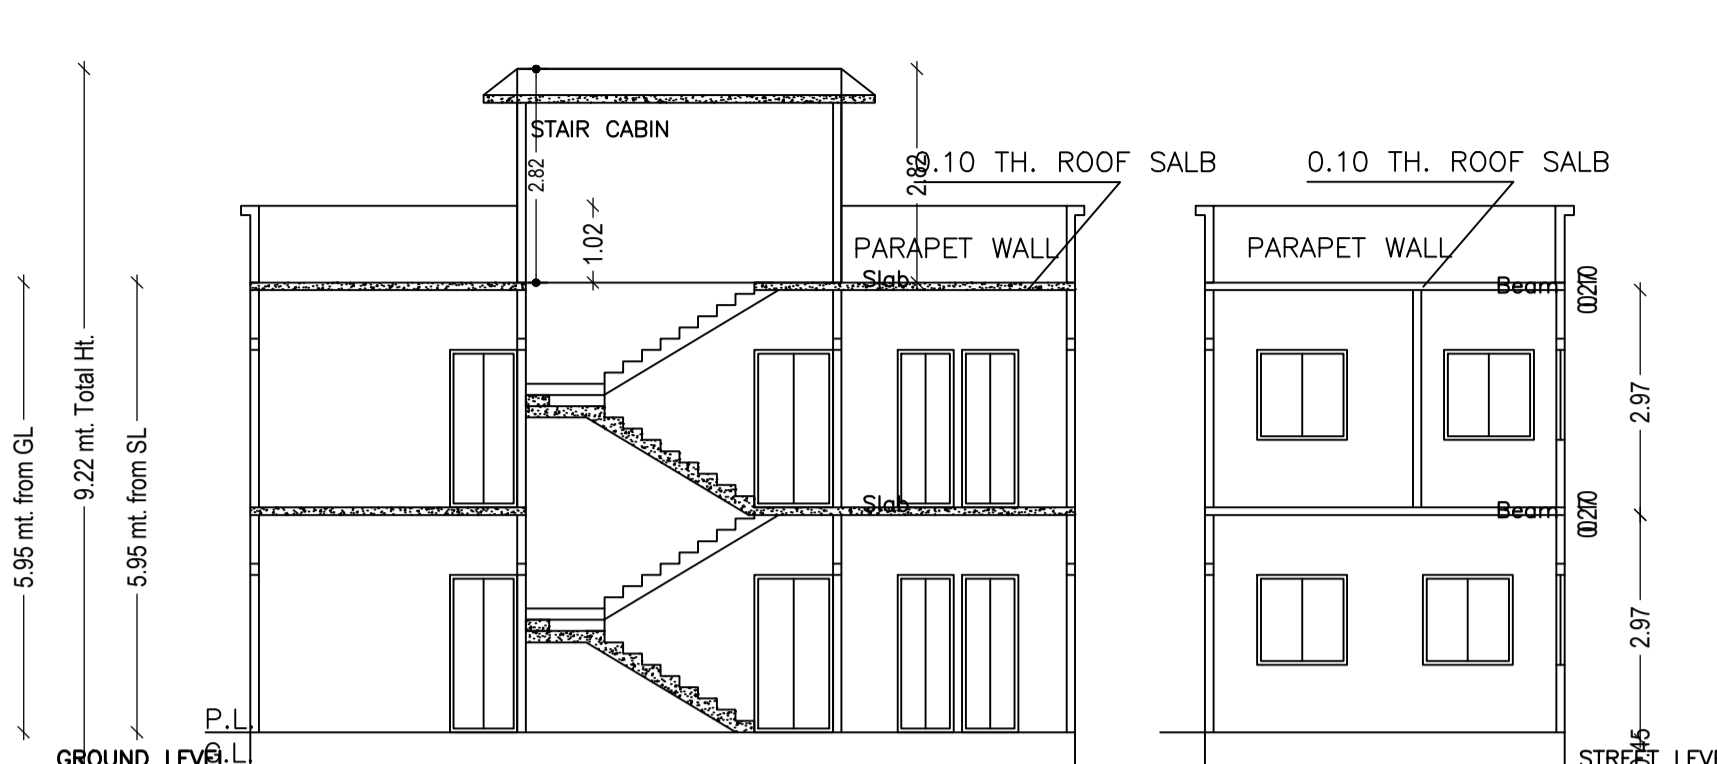 STAIR CABIN
2.82
2.82
0.10 TH. ROOF SALB
0.10 TH. ROOF SALB
1.02
PARAPET WALL
PARAPET WALL
Slab
Beam
9.22 mt. Total Ht.
5.95 mt. from GL
5.95 mt. from SL
2.97
Slab
Beam
2.97
P.L.
G.L.
GROUND LEVEL